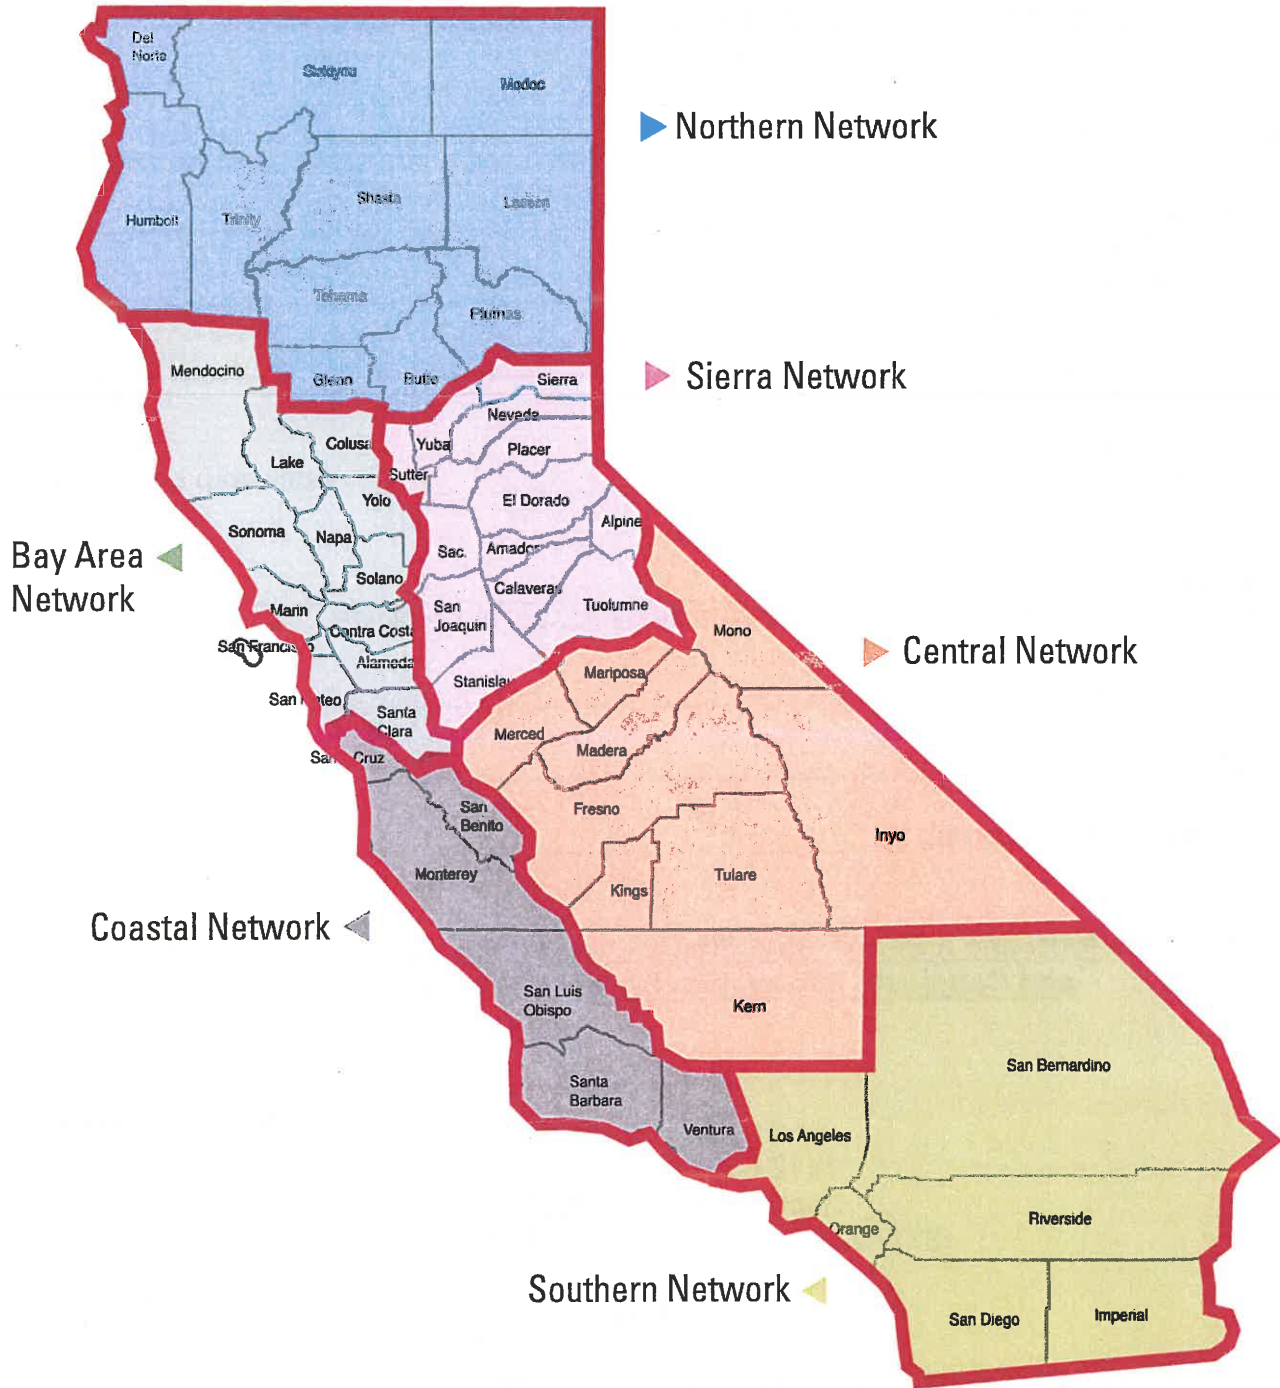 Del
Norte
Siskiyou
Modoc
Northern Network
Humbolt
Trinity
Shasta
Lassen
Tehama
Plumas
Glenn
Butte
Mendocino
Sierra
Sierra Network
Nevada
Yuba
Placer
Colusa
Lake
Sutter
Yolo
El Dorado
Sonoma
Napa
Alpine
Sac.
Amador
Bay Area
Network
Solano
Calaveras
Marin
San
Joaquin
Tuolumne
Contra Costa
San Francisco
Alameda
Mono
Central Network
Mariposa
Stanislau
San Mateo
Santa
Clara
Merced
Madera
San Cruz
San
Benito
Fresno
Inyo
Monterey
Kings
Tulare
Coastal Network
San Luis
Obispo
Kern
San Bernardino
Santa
Barbara
Ventura
Los Angeles
Orange
Riverside
Southern Network
San Diego
Imperial